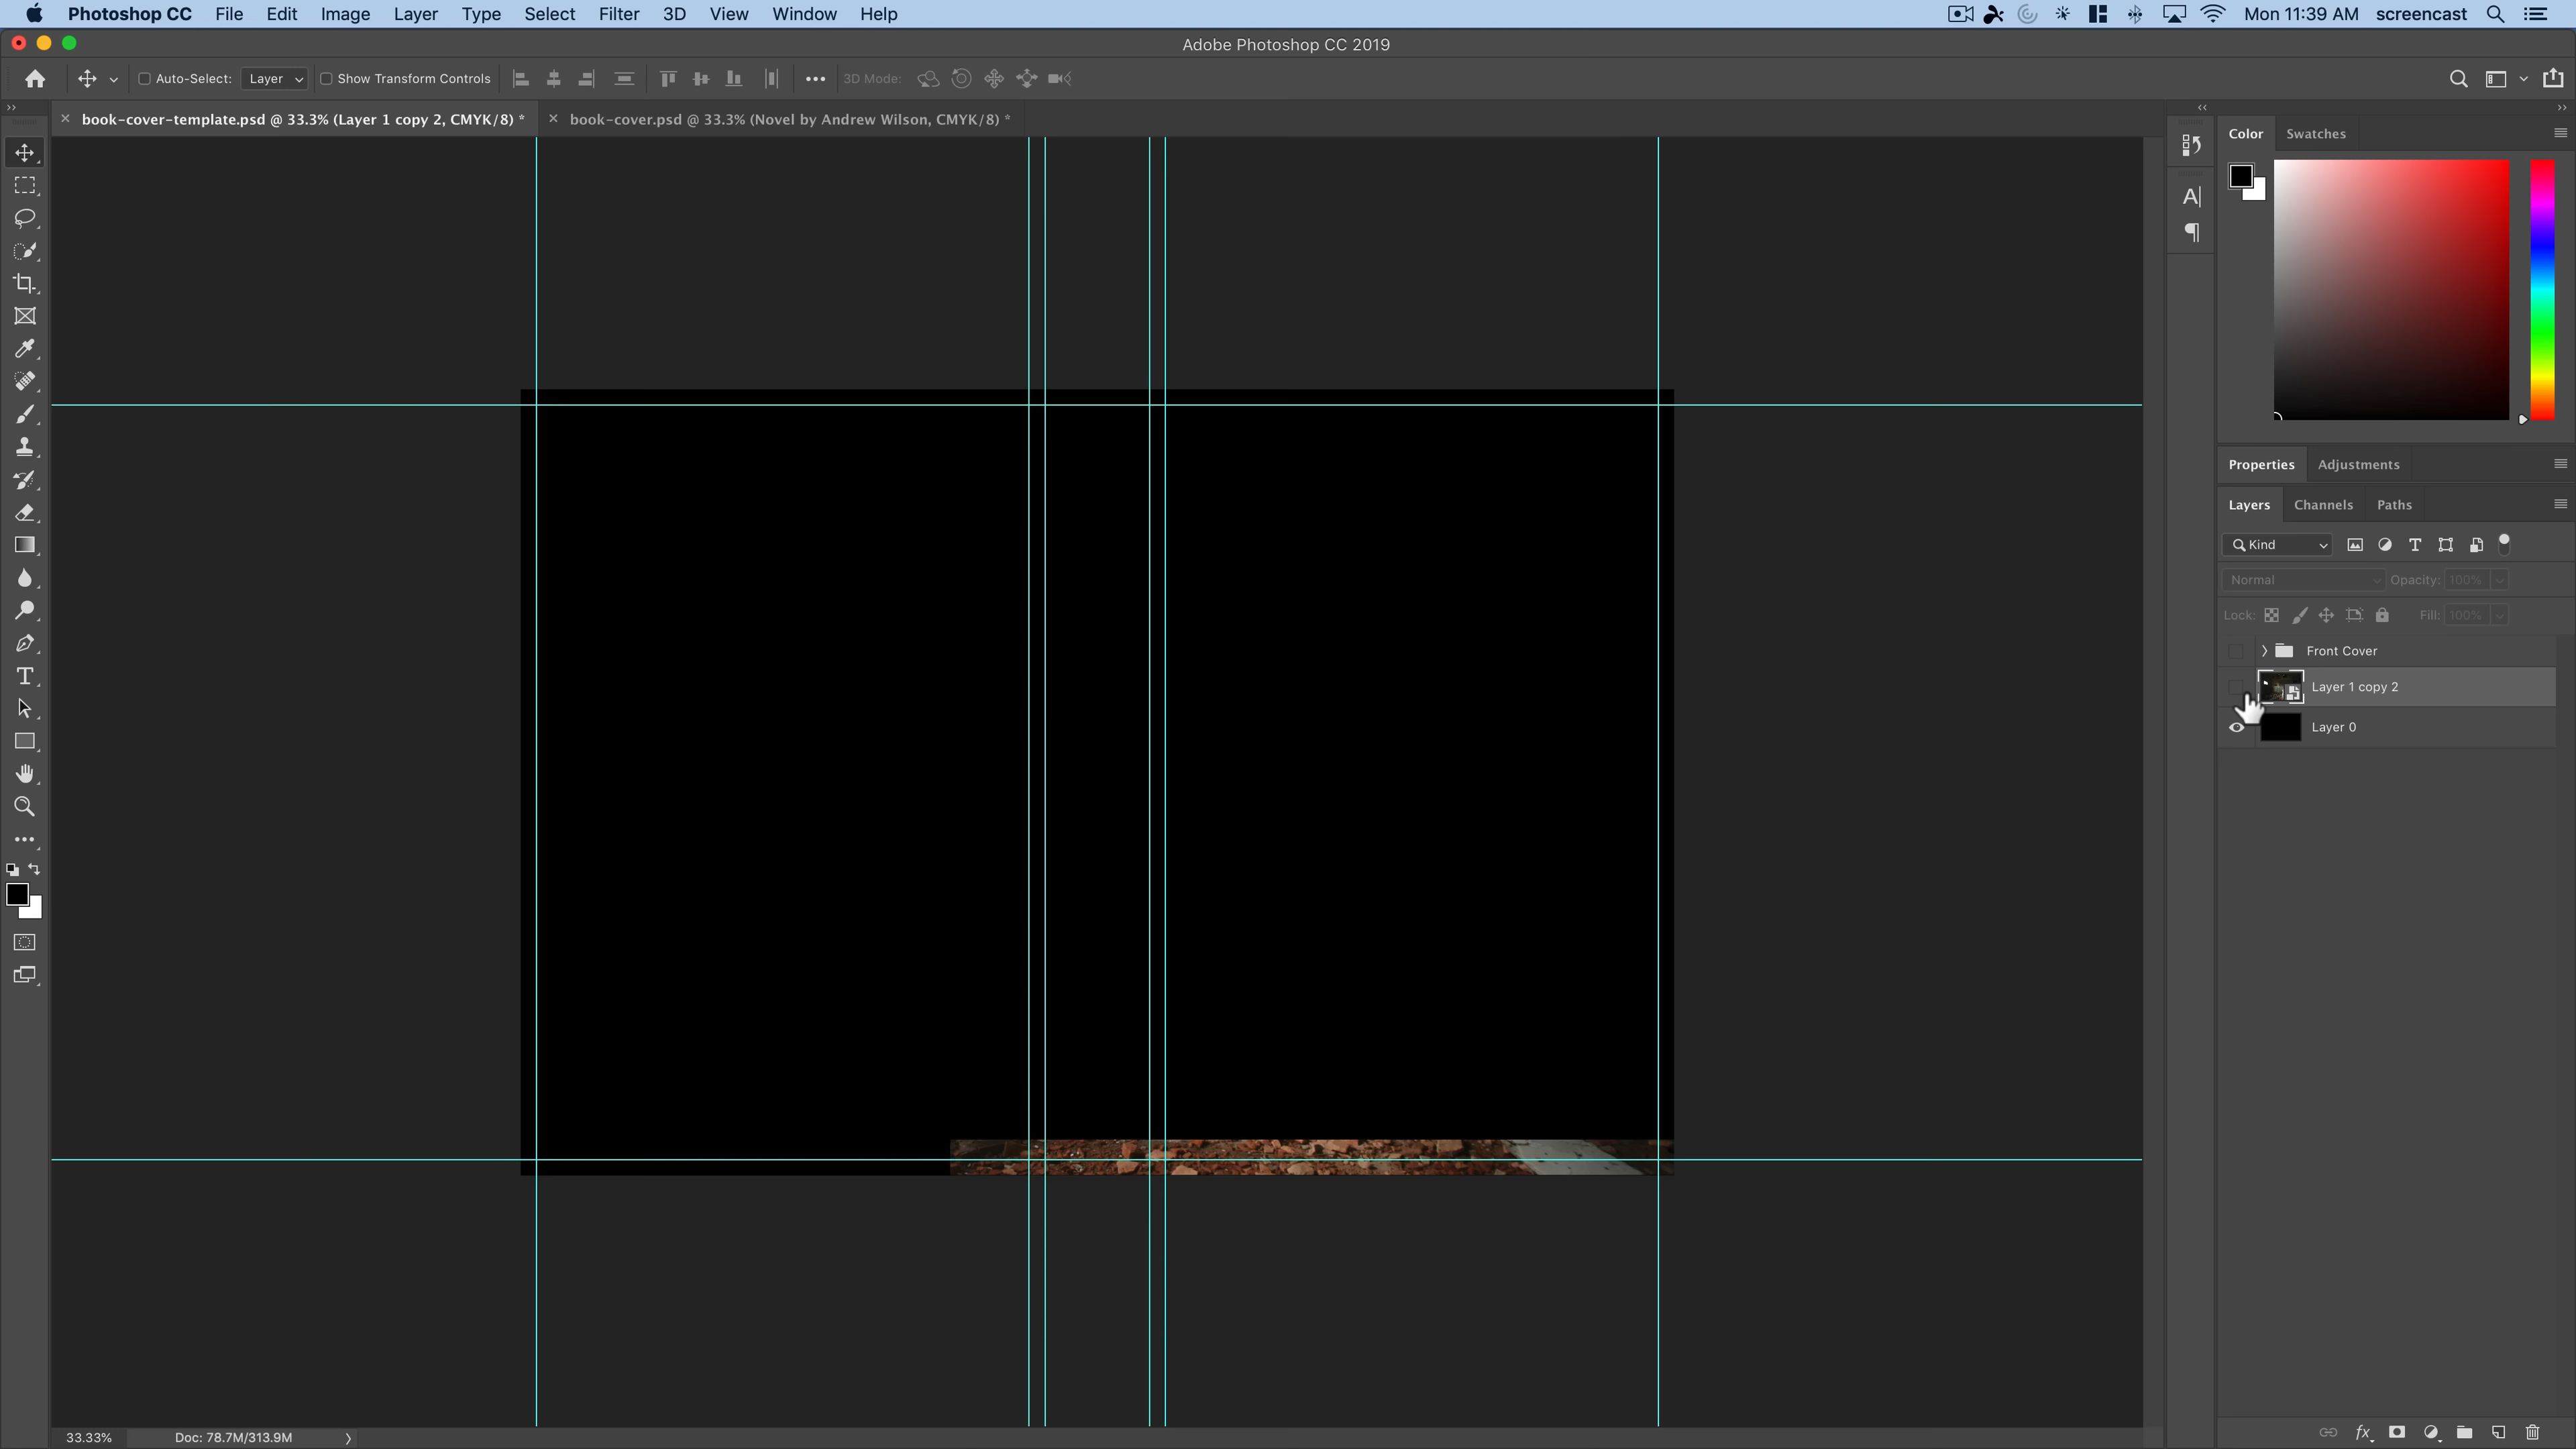 Photoshop CC File Edit Image Layer Type Select Filter 3D View Window Help Mon 11:39 AM screencast
Adobe Photoshop CC 2019
Auto-Select: Layer Show Transform Controls 3D Mode:
book-cover-template.psd @ 33.3% (Layer 1 copy 2, CMYK/8) * book-cover.psd @ 33.3% (Novel by Andrew Wilson, CMYK/8) *
Color Swatches
Properties Adjustments
Layers Channels Paths
Kind
Normal Opacity: 100%
Lock: Fill: 100%
Front Cover
Layer 1 copy 2
Layer 0
33.33% Doc: 78.7M/313.9M